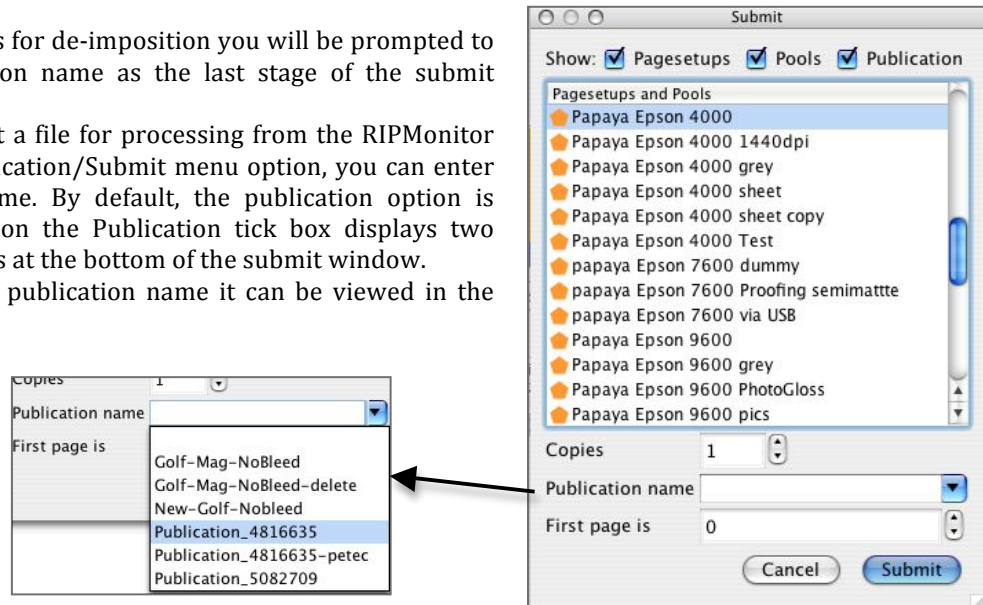 s for de-imposition you will be prompted to
on name as the last stage of the submit
t a file for processing from the RIPMonitor
ication/Submit menu option, you can enter
me. By default, the publication option is
on the Publication tick box displays two
s at the bottom of the submit window.
publication name it can be viewed in the
Submit
Show: Pagesetups Pools Publication
Pagesetups and Pools
Papaya Epson 4000
Papaya Epson 4000 1440dpi
Papaya Epson 4000 grey
Papaya Epson 4000 sheet
Papaya Epson 4000 sheet copy
Papaya Epson 4000 Test
papaya Epson 7600 dummy
papaya Epson 7600 Proofing semimattte
papaya Epson 7600 via USB
Papaya Epson 9600
Papaya Epson 9600 grey
Papaya Epson 9600 PhotoGloss
Papaya Epson 9600 pics
Copies 1
Publication name
First page is 0
Cancel Submit
Copies 1
Publication name
First page is
Golf-Mag-NoBleed
Golf-Mag-NoBleed-delete
New-Golf-Nobleed
Publication_4816635
Publication_4816635-petec
Publication_5082709